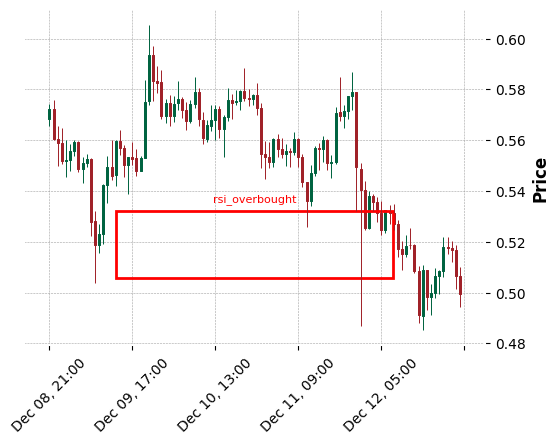 0.60
0.58
0.56
0.54
rsi_overbought
0.52
0.50
0.48
Price
Dec 08, 21:00
Dec 09, 17:00
Dec 10, 13:00
Dec 11, 09:00
Dec 12, 05:00